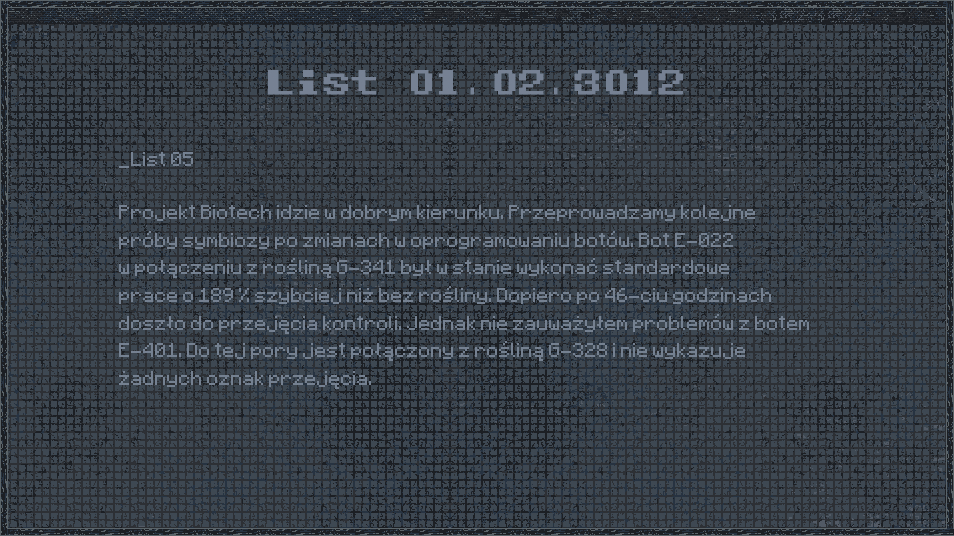 List 01.02.3012
_List 05
Projekt Biotech idzie w dobrym kierunku. Przeprowadzamy kolejne
próby symbiozy po zmianach w oprogramowaniu botów. Bot E-022
w połączeniu z rośliną G-341 był w stanie wykonać standardowe
prace o 189 % szybciej niż bez rośliny. Dopiero po 46-ciu godzinach
doszło do przejęcia kontroli. Jednak nie zauważyłem problemów z botem
E-401. Do tej pory jest połączony z rośliną G-328 i nie wykazuje
żadnych oznak przejęcia.